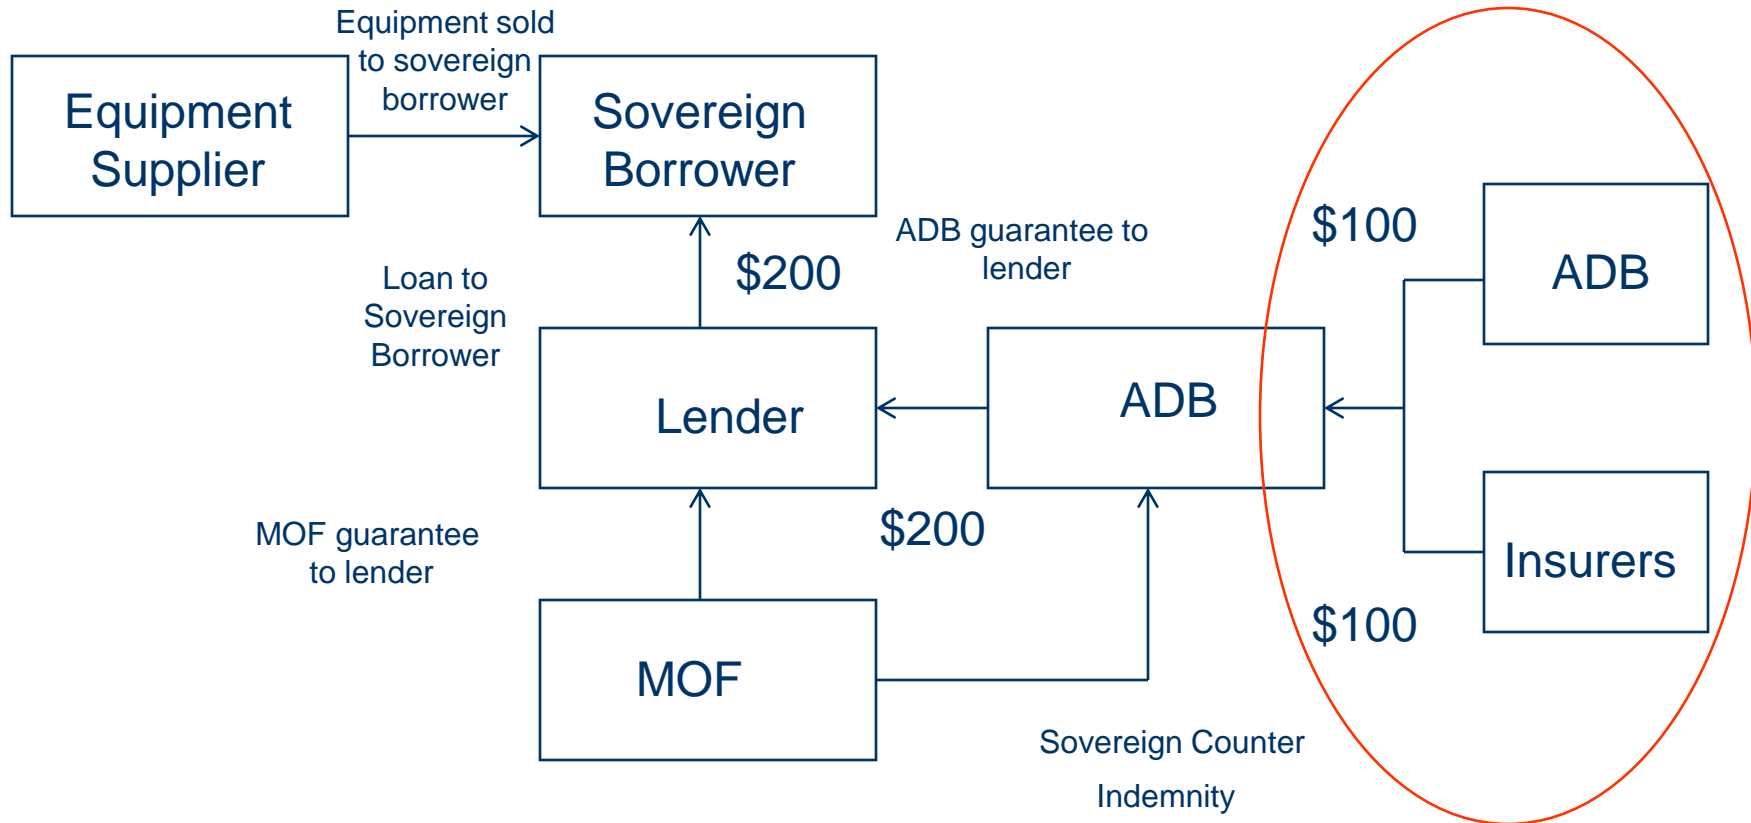 Equipment sold
to sovereign
borrower
Equipment
Supplier
Sovereign
Borrower
ADB guarantee to
lender
$100
ADB
Loan to
Sovereign
Borrower
$200
Lender
ADB
MOF guarantee
to lender
$200
Insurers
$100
MOF
Sovereign Counter
Indemnity